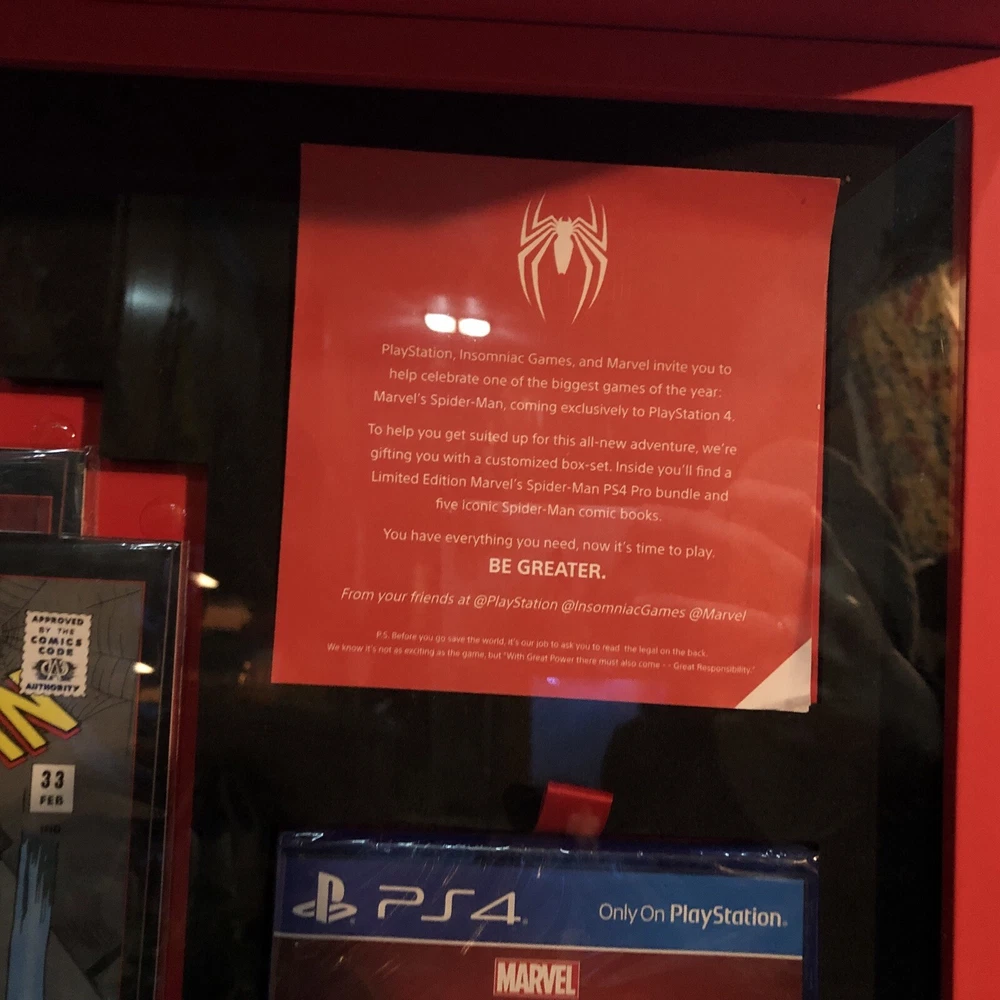 PlayStation, Insomniac Games, and Marvel invite you to
help celebrate one of the biggest games of the year:
Marvel's Spider-Man, coming exclusively to PlayStation 4.
To help you get suited up for this all-new adventure, we're
gifting you with a customized box-set. Inside you'll find a
Limited Edition Marvel's Spider-Man PS4 Pro bundle and
five iconic Spider-Man comic books.
You have everything you need, now it's time to play.
BE GREATER.
From your friends at @PlayStation @InsomniacGames @Marvel
P.S. Before you go save the world, it's our job to ask you to read the legal on the back.
We know it's not as exciting as the game, but "With Great Power there must also come - - Great Responsibility."
APPROVED
BY THE
COMICS
CODE
CA
AUTHORITY
33
FEB
PS4
Only On PlayStation
MARVEL